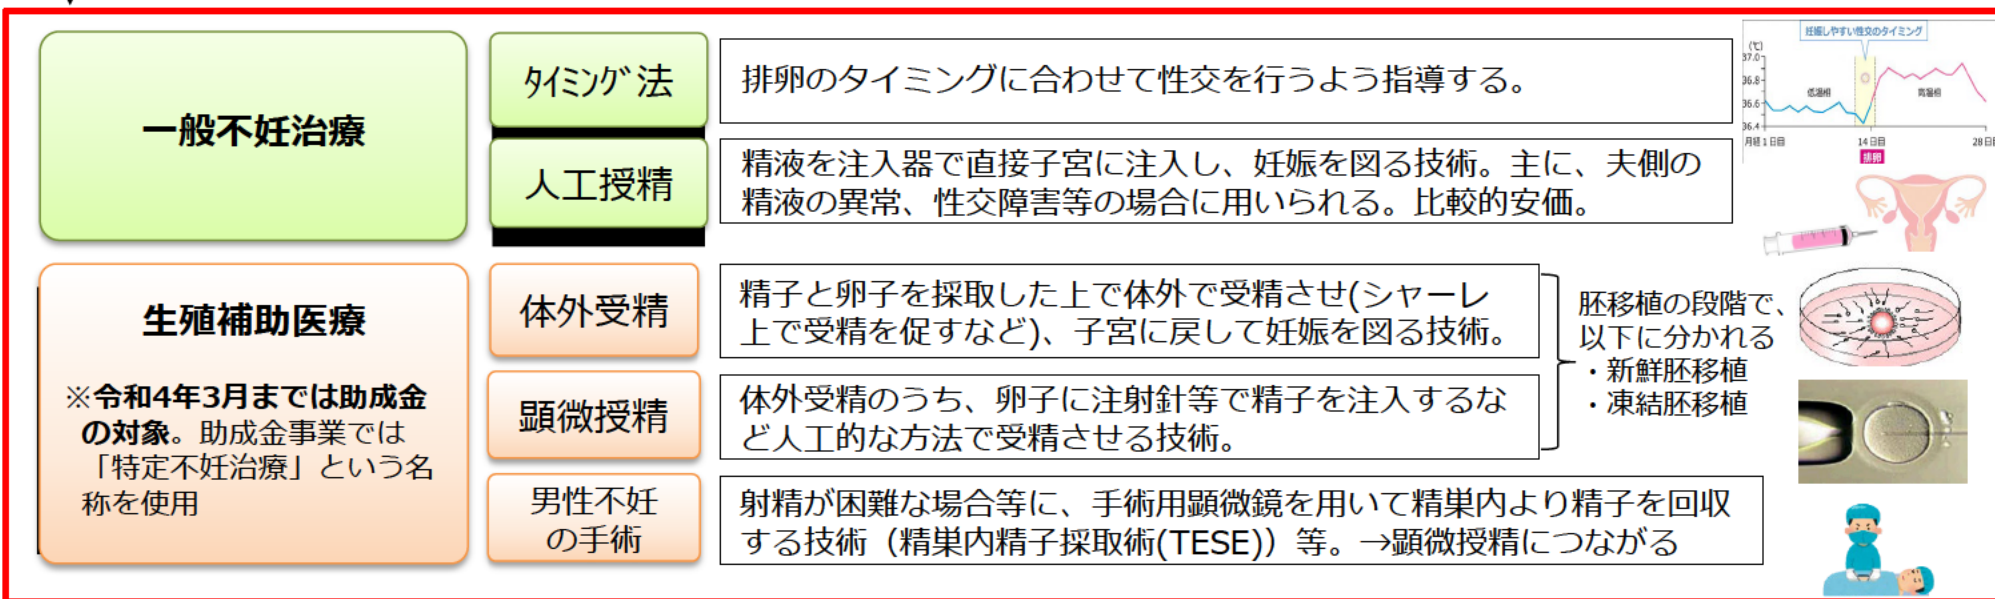 一般不妊治療
ﾀｲﾐﾝｸﾞ法
排卵のタイミングに合わせて性交を行うよう指導する。
人工授精
精液を注入器で直接子宮に注入し、妊娠を図る技術。主に、夫側の
精液の異常、性交障害等の場合に用いられる。比較的安価。
妊娠しやすい性交のタイミング
(℃)
37.0
36.8
36.6
36.4
低温相
高温相
月経1日目
14日目
28日目
排卵
生殖補助医療
※令和4年3月までは助成金
の対象。助成金事業では
「特定不妊治療」という名
称を使用
体外受精
精子と卵子を採取した上で体外で受精させ(シャーレ
上で受精を促すなど)、子宮に戻して妊娠を図る技術。
顕微授精
体外受精のうち、卵子に注射針等で精子を注入するな
ど人工的な方法で受精させる技術。
胚移植の段階で、
以下に分かれる
・新鮮胚移植
・凍結胚移植
男性不妊
の手術
射精が困難な場合等に、手術用顕微鏡を用いて精巣内より精子を回収
する技術（精巣内精子採取術(TESE)）等。→顕微授精につながる